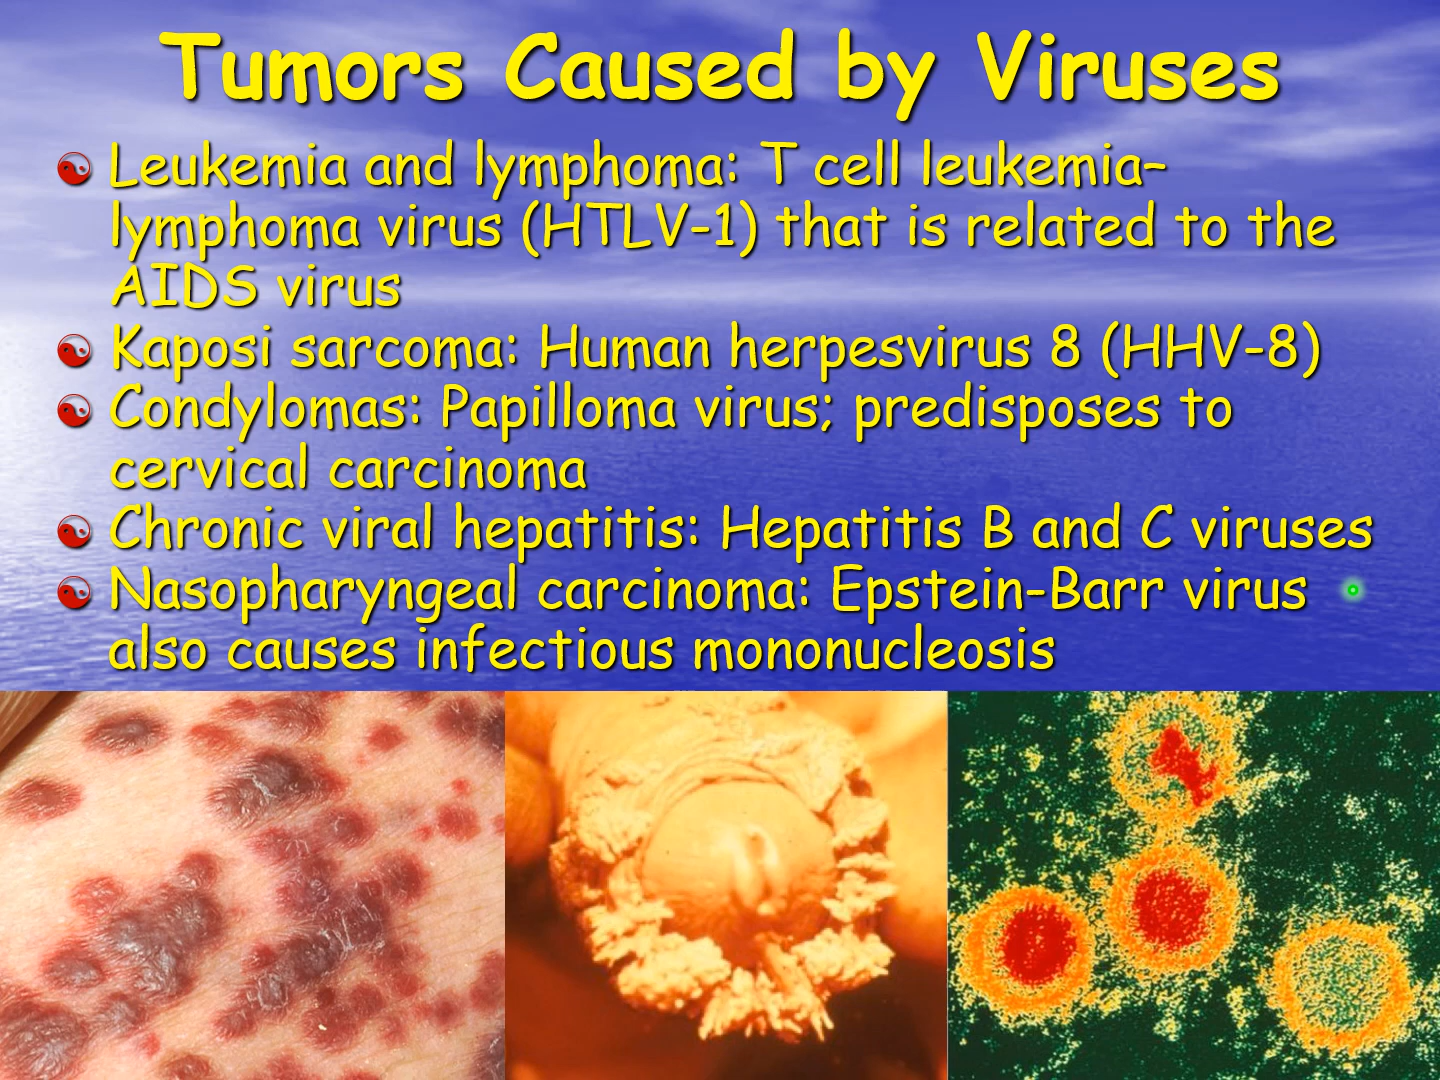 Tumors Caused by Viruses
Leukemia and lymphoma: T cell leukemia–
lymphoma virus (HTLV-1) that is related to the
AIDS virus
Kaposi sarcoma: Human herpesvirus 8 (HHV-8)
Condylomas: Papilloma virus; predisposes to
cervical carcinoma
Chronic viral hepatitis: Hepatitis B and C viruses
Nasopharyngeal carcinoma: Epstein-Barr virus
also causes infectious mononucleosis